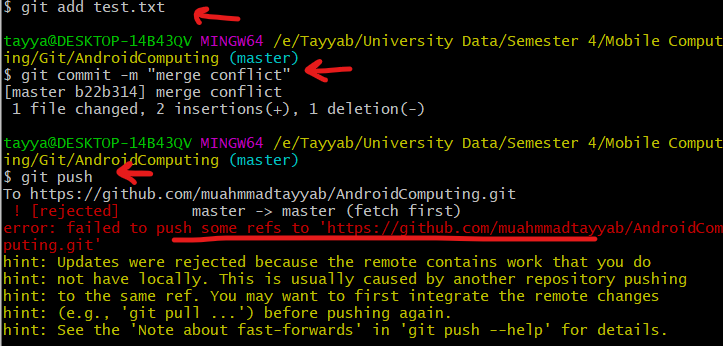 $ git add test.txt
tayya@DESKTOP-14B43QV MINGW64 /e/Tayyab/University Data/Semester 4/Mobile Comput
ing/Git/AndroidComputing (master)
$ git commit -m "merge conflict"
[master b22b314] merge conflict
 1 file changed, 2 insertions(+), 1 deletion(-)
tayya@DESKTOP-14B43QV MINGW64 /e/Tayyab/University Data/Semester 4/Mobile Comput
ing/Git/AndroidComputing (master)
$ git push
To https://github.com/muahmmadtayyab/AndroidComputing.git
 ! [rejected]        master -> master (fetch first)
error: failed to push some refs to 'https://github.com/muahmmadtayyab/AndroidCom
puting.git'
hint: Updates were rejected because the remote contains work that you do
hint: not have locally. This is usually caused by another repository pushing
hint: to the same ref. You may want to first integrate the remote changes
hint: (e.g., 'git pull ...') before pushing again.
hint: See the 'Note about fast-forwards' in 'git push --help' for details.